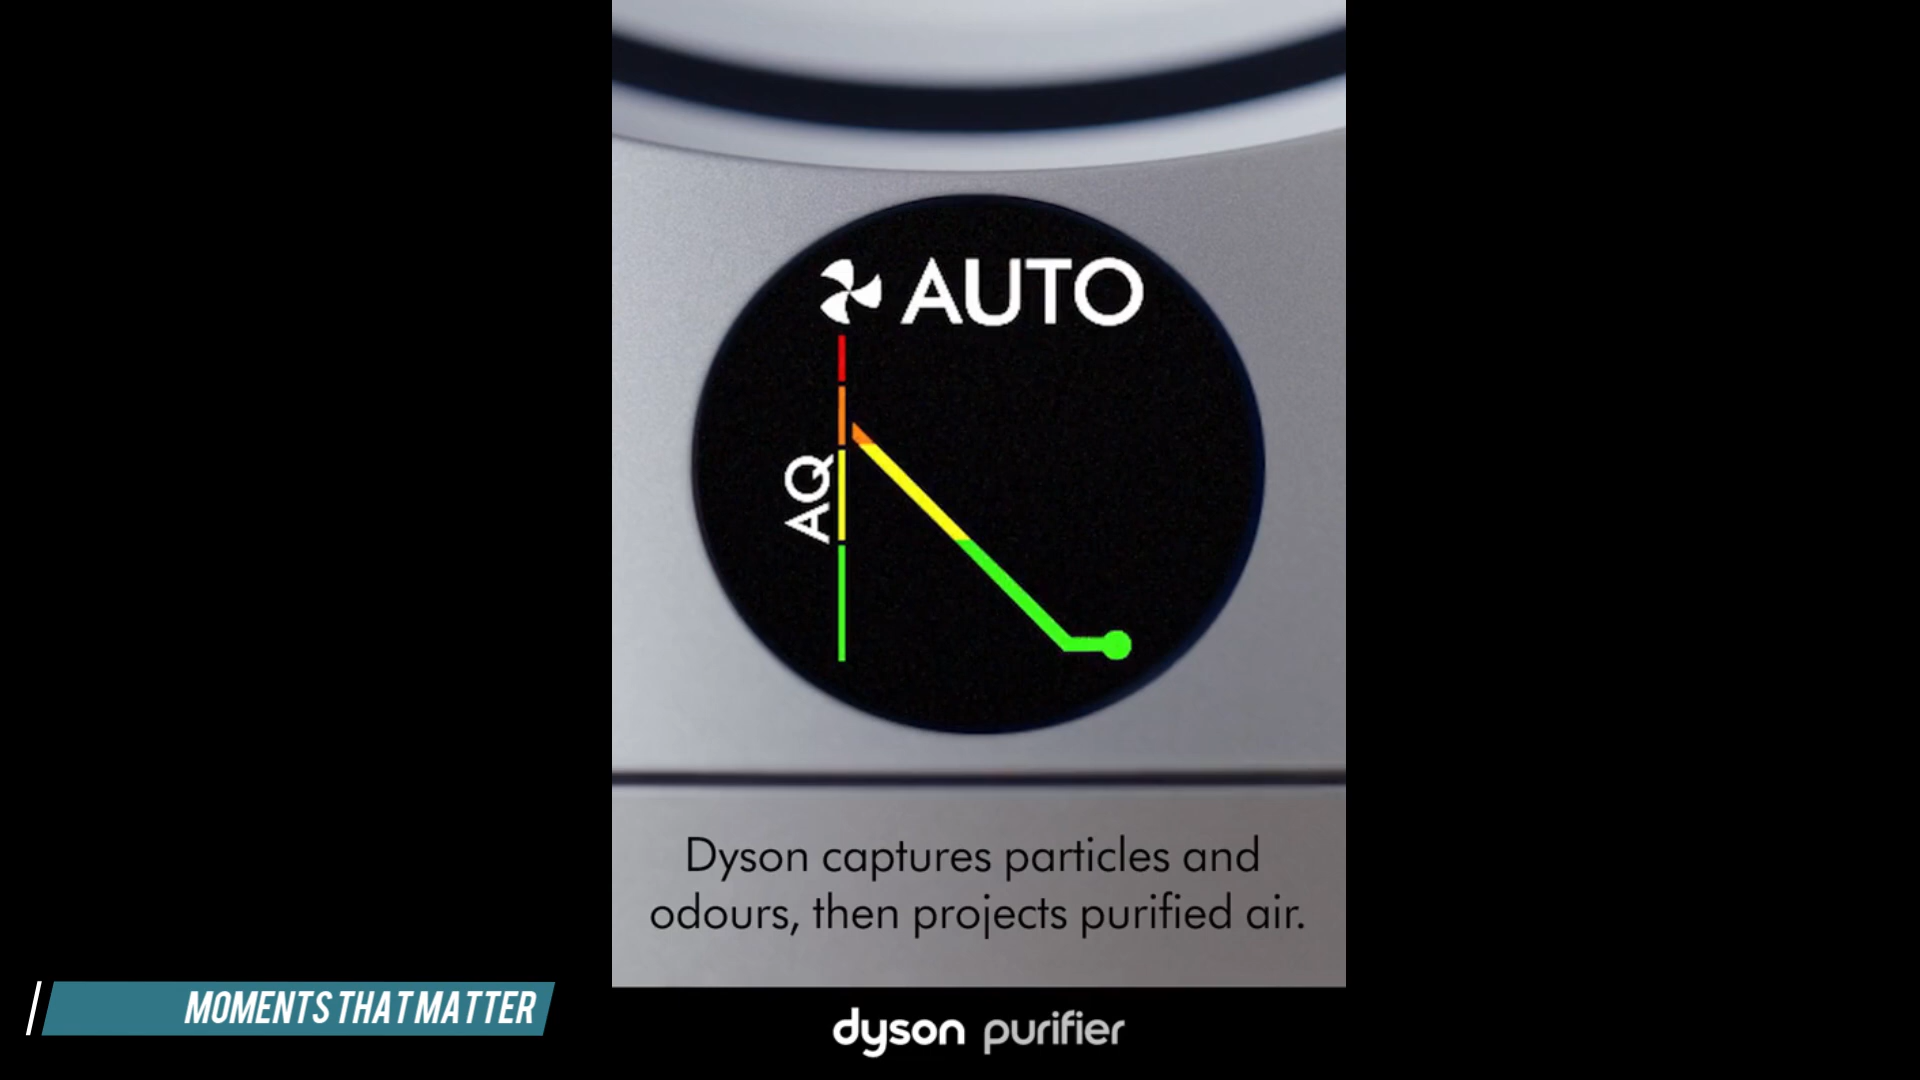 AUTO
AQ
Dyson captures particles and
odours, then projects purified air.
MOMENTS THAT MATTER
dyson purifier